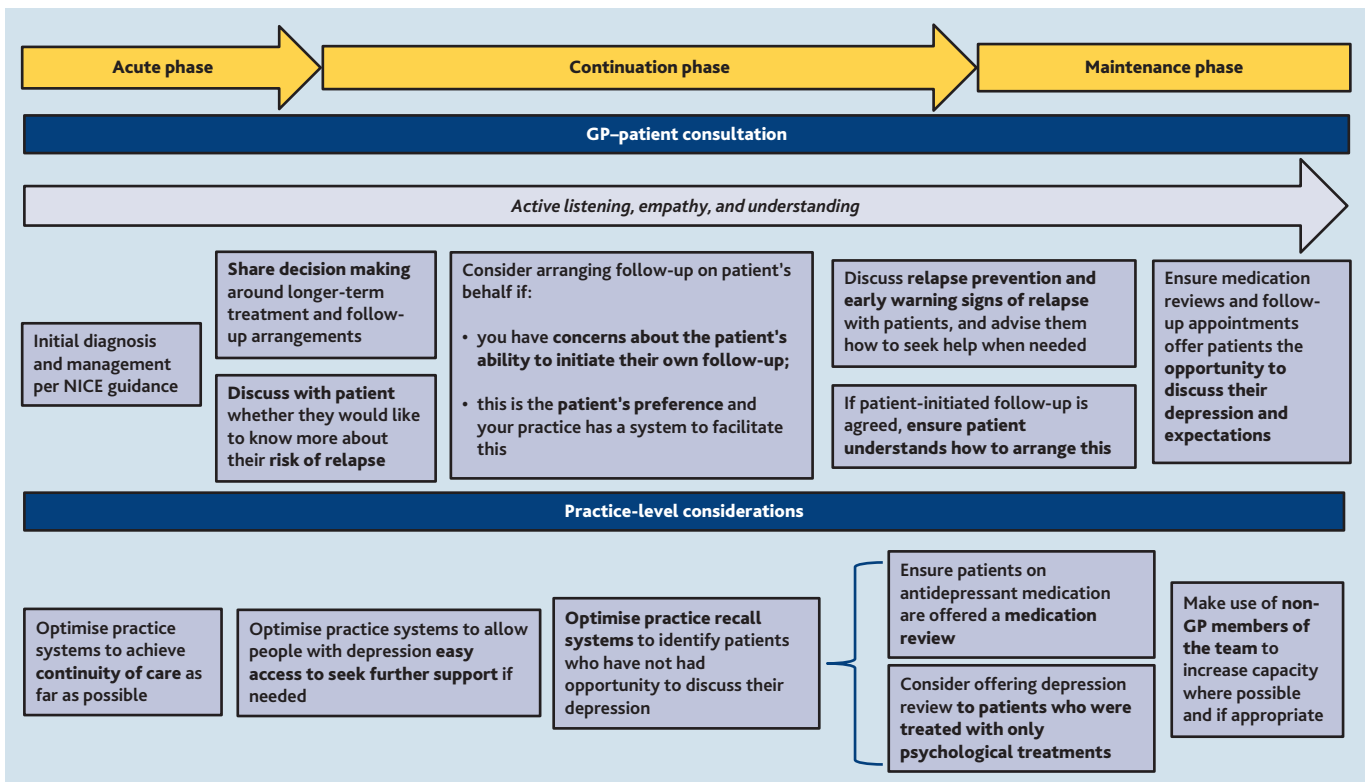 Acute phase
Continuation phase
Maintenance phase
GP–patient consultation
Active listening, empathy, and understanding
Initial diagnosis
and management
per NICE guidance
Share decision making
around longer-term
treatment and follow-
up arrangements
Discuss with patient
whether they would like
to know more about
their risk of relapse
Consider arranging follow-up on patient's
behalf if:
• you have concerns about the patient's
ability to initiate their own follow-up;
• this is the patient's preference and
your practice has a system to facilitate
this
Discuss relapse prevention and
early warning signs of relapse
with patients, and advise them
how to seek help when needed
If patient-initiated follow-up is
agreed, ensure patient
understands how to arrange this
Ensure medication
reviews and follow-
up appointments
offer patients the
opportunity to
discuss their
depression and
expectations
Practice-level considerations
Optimise practice
systems to achieve
continuity of care as
far as possible
Optimise practice systems to allow
people with depression easy
access to seek further support if
needed
Optimise practice recall
systems to identify patients
who have not had
opportunity to discuss their
depression
Ensure patients on
antidepressant medication
are offered a medication
review
Consider offering depression
review to patients who were
treated with only
psychological treatments
Make use of non-
GP members of
the team to
increase capacity
where possible
and if appropriate